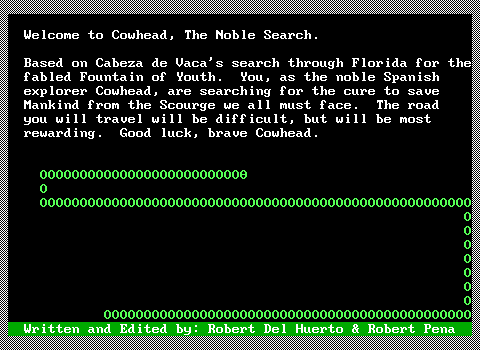 Welcome to Cowhead, The Noble Search.
Based on Cabeza de Vaca's search through Florida for the
fabled Fountain of Youth.  You, as the noble Spanish
explorer Cowhead, are searching for the cure to save
Mankind from the Scourge we all must face.  The road
you will travel will be difficult, but will be most
rewarding.  Good luck, brave Cowhead.
Written and Edited by: Robert Del Huerto & Robert Pena